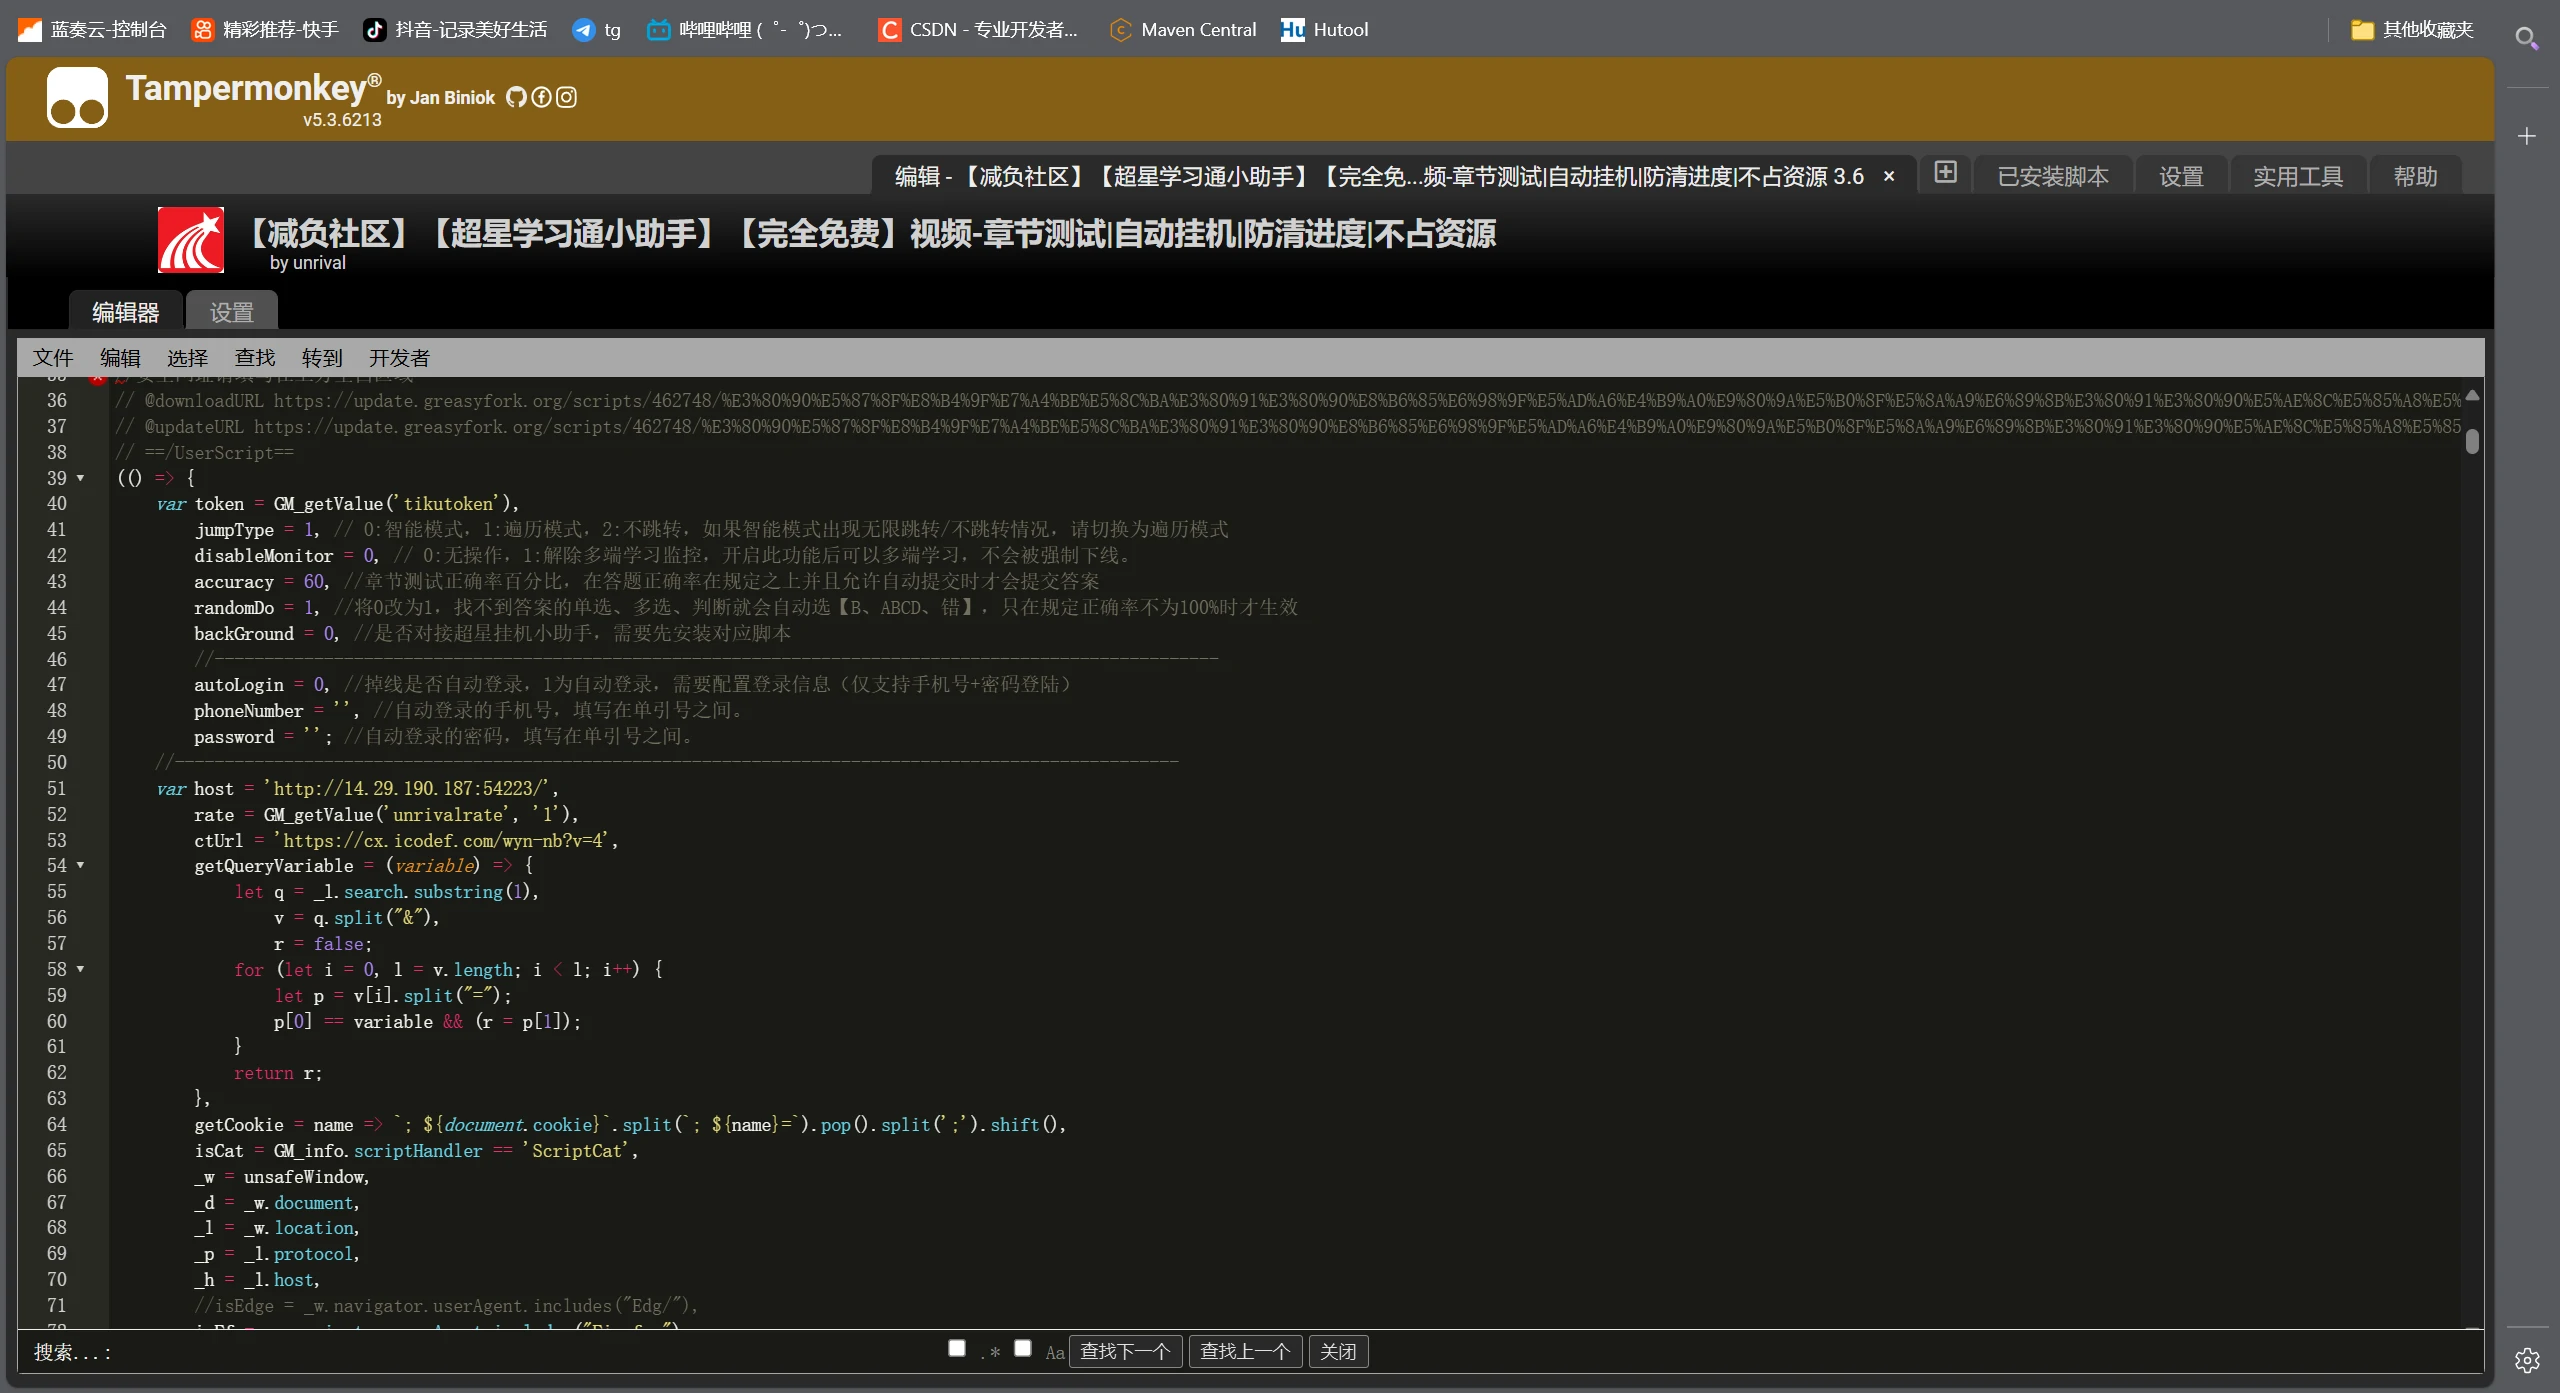 蓝奏云-控制台 精彩推荐-快手 抖音-记录美好生活 tg 哔哩哔哩 (゜-゜)つ... CSDN - 专业开发者... Maven Central Hutool 其他收藏夹
Tampermonkey® by Jan Biniok
v5.3.6213
编辑 - 【减负社区】【超星学习通小助手】【完全免...频-章节测试|自动挂机|防清进度|不占资源 3.6 × 已安装脚本 设置 实用工具 帮助
【减负社区】【超星学习通小助手】【完全免费】视频-章节测试|自动挂机|防清进度|不占资源
by unrival
编辑器 设置
文件 编辑 选择 查找 转到 开发者
36 // @downloadURL https://update.greasyfork.org/scripts/462748/%E3%80%90%E5%87%8F%E8%B4%9F%E7%A4%BE%E5%8C%BA%E3%80%91%E3%80%90%E8%B6%85%E6%98%9F%E5%AD%A6%E4%B9%A0%E9%80%9A%E5%B0%8F%E5%8A%A9%E6%89%8B%E3%80%91%E3%80%90%E5%AE%8C%E5%85%A8%E5%
37 // @updateURL https://update.greasyfork.org/scripts/462748/%E3%80%90%E5%87%8F%E8%B4%9F%E7%A4%BE%E5%8C%BA%E3%80%91%E3%80%90%E8%B6%85%E6%98%9F%E5%AD%A6%E4%B9%A0%E9%80%9A%E5%B0%8F%E5%8A%A9%E6%89%8B%E3%80%91%E3%80%90%E5%AE%8C%E5%85%A8%E5%85
38 // ==/UserScript==
39 (() => {
40 var token = GM_getValue('tikutoken'),
41 jumpType = 1, // 0:智能模式，1:遍历模式，2:不跳转，如果智能模式出现无限跳转/不跳转情况，请切换为遍历模式
42 disableMonitor = 0, // 0:无操作，1:解除多端学习监控，开启此功能后可以多端学习，不会被强制下线。
43 accuracy = 60, //章节测试正确率百分比，在答题正确率在规定之上并且允许自动提交时才会提交答案
44 randomDo = 1, //将0改为1，找不到答案的单选、多选、判断就会自动选【B、ABCD、错】，只在规定正确率不为100%时才生效
45 backGround = 0, //是否对接超星挂机小助手，需要先安装对应脚本
46 //-----------------------------------------------------------------------------------------------------
47 autoLogin = 0, //掉线是否自动登录，1为自动登录，需要配置登录信息（仅支持手机号+密码登陆）
48 phoneNumber = '', //自动登录的手机号，填写在单引号之间。
49 password = ''; //自动登录的密码，填写在单引号之间。
50 //-----------------------------------------------------------------------------------------------------
51 var host = 'http://14.29.190.187:54223/',
52 rate = GM_getValue('unrivalrate', '1'),
53 ctUrl = 'https://cx.icodef.com/wyn-nb?v=4',
54 getQueryVariable = (variable) => {
55 let q = _l.search.substring(1),
56 v = q.split("&"),
57 r = false;
58 for (let i = 0, l = v.length; i < l; i++) {
59 let p = v[i].split("=");
60 p[0] == variable && (r = p[1]);
61 }
62 return r;
63 },
64 getCookie = name => `; ${document.cookie}`.split(`; ${name}=`).pop().split(';').shift(),
65 isCat = GM_info.scriptHandler == 'ScriptCat',
66 _w = unsafeWindow,
67 _d = _w.document,
68 _l = _w.location,
69 _p = _l.protocol,
70 _h = _l.host,
71 //isEdge = _w.navigator.userAgent.includes("Edg/"),
搜索...: .* Aa 查找下一个 查找上一个 关闭